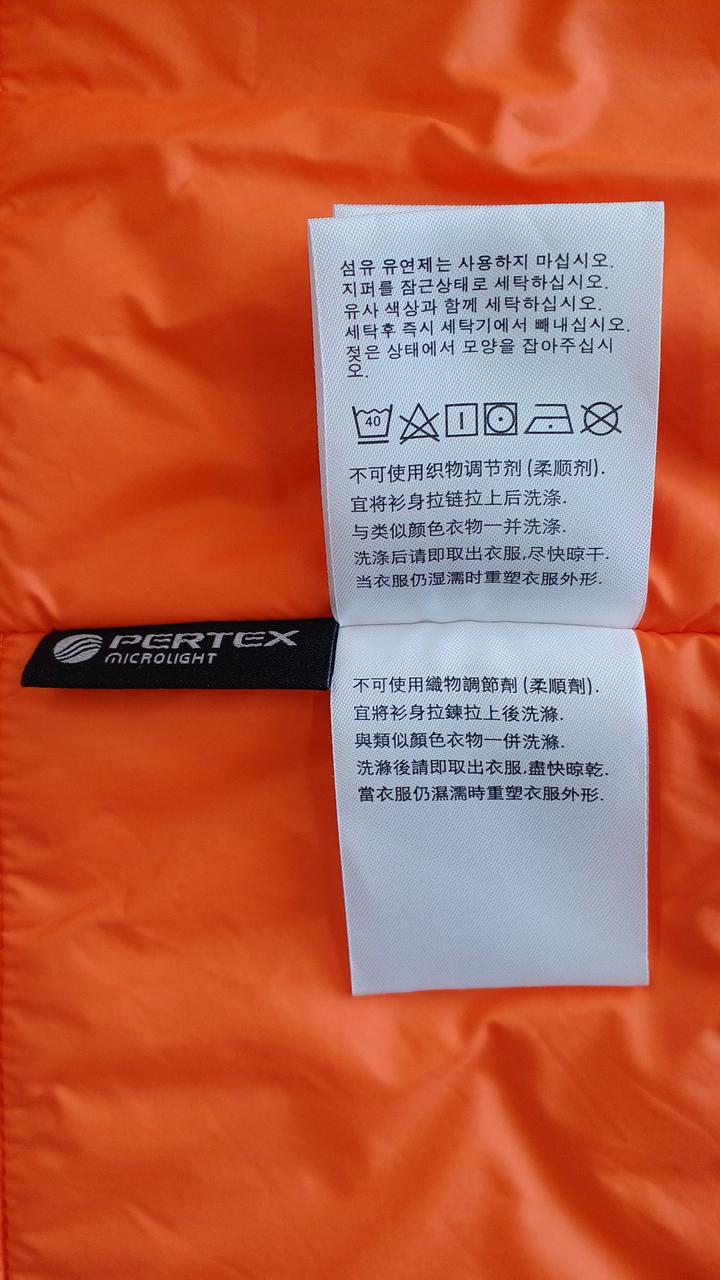 섬유 유연제는 사용하지 마십시오.
지퍼를 잠근상태로 세탁하십시오.
유사 색상과 함께 세탁하십시오.
세탁후 즉시 세탁기에서 빼내십시오.
젖은 상태에서 모양을 잡아주십시
오.
40
不可使用织物调节剂 (柔顺剂).
宜将衫身拉链拉上后洗涤.
与类似颜色衣物一并洗涤.
洗涤后请即取出衣服,尽快晾干.
当衣服仍湿濡时重塑衣服外形.
PERTEX
MICROLIGHT
不可使用織物調節劑 (柔順劑).
宜將衫身拉鍊拉上後洗滌.
與類似顏色衣物一併洗滌.
洗滌後請即取出衣服,盡快晾乾.
當衣服仍濕濡時重塑衣服外形.